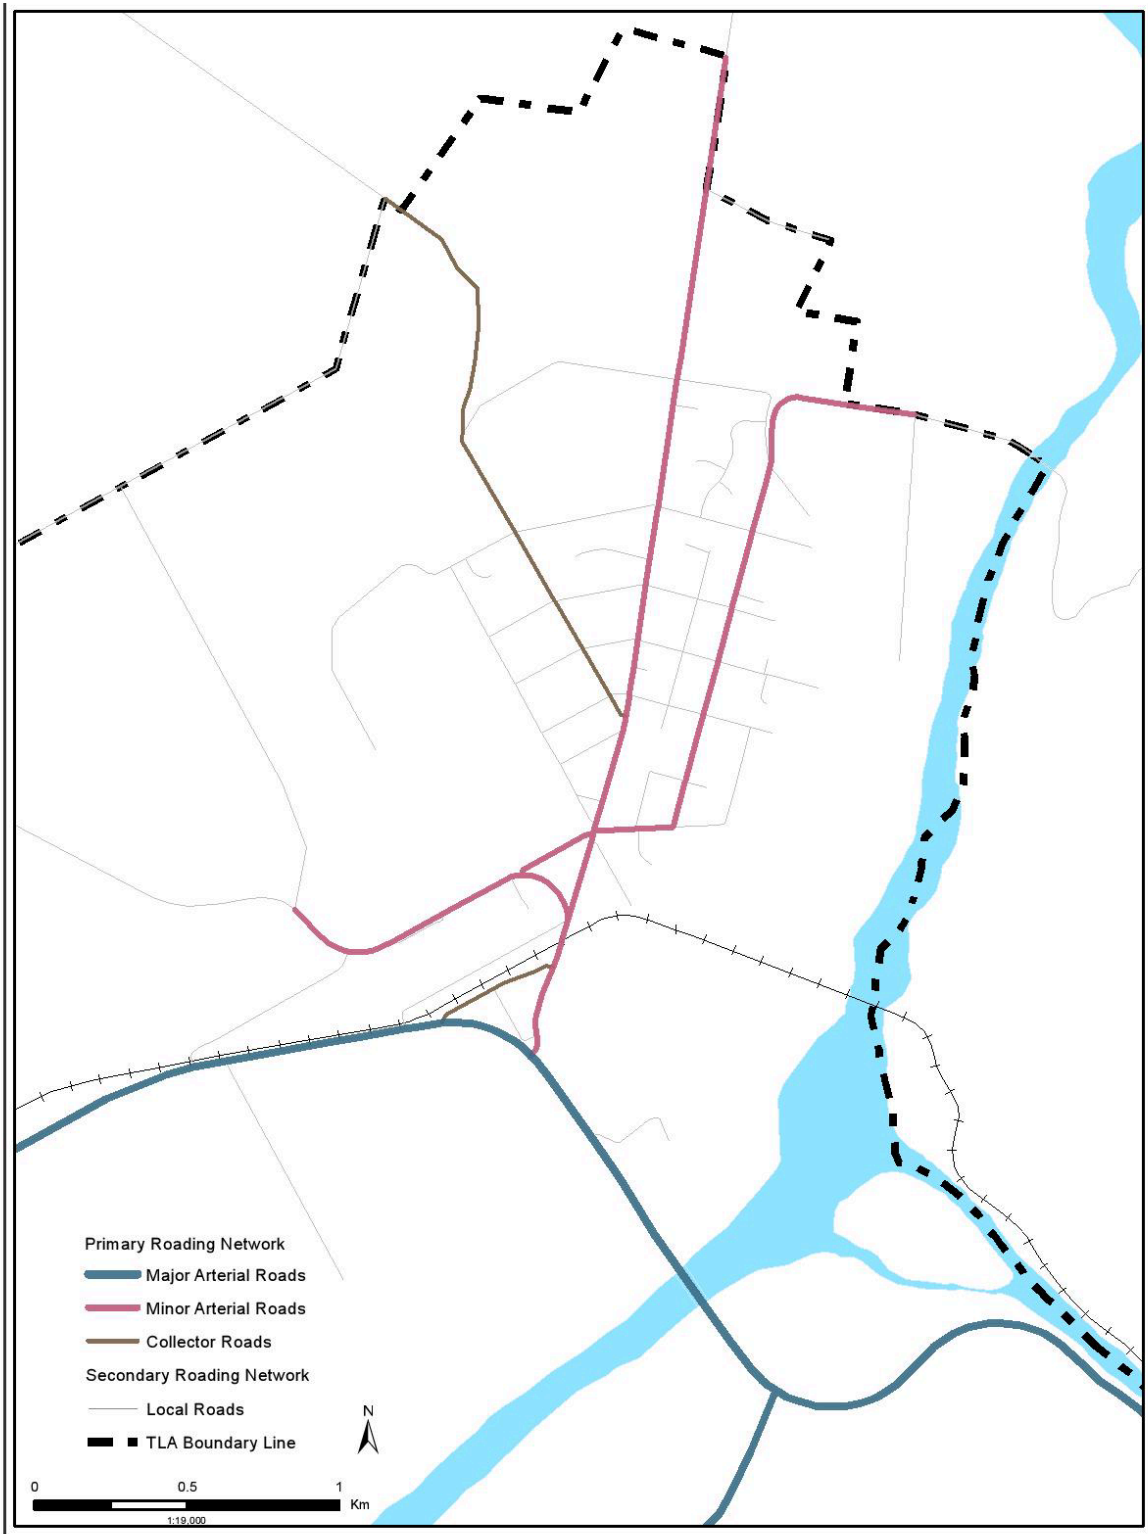 Primary Roading Network
Major Arterial Roads
Minor Arterial Roads
Collector Roads
Secondary Roading Network
Local Roads
TLA Boundary Line
N
0 0.5 1
Km
1:19,000